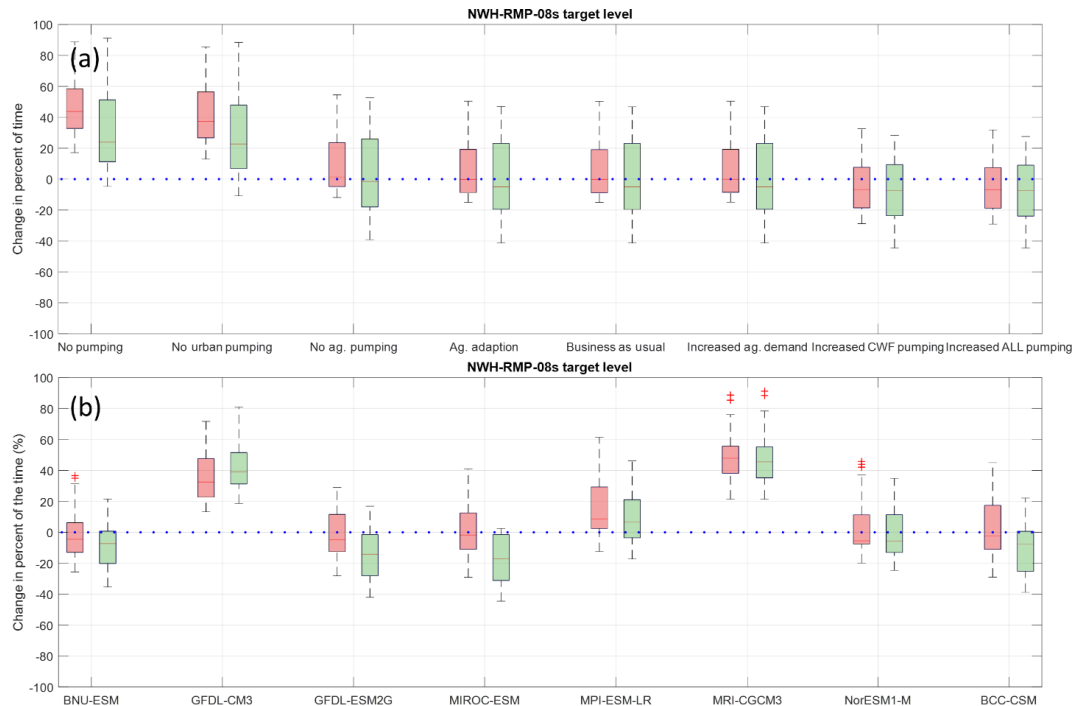 NWH-RMP-08s target level
(a)
Change in percent of time
100
80
60
40
20
0
-20
-40
-60
-80
-100
No pumping No urban pumping No ag. pumping Ag. adaption Business as usual Increased ag. demand Increased CWF pumping Increased ALL pumping
NWH-RMP-08s target level
(b)
Change in percent of the time (%)
100
80
60
40
20
0
-20
-40
-60
-80
-100
BNU-ESM GFDL-CM3 GFDL-ESM2G MIROC-ESM MPI-ESM-LR MRI-CGCM3 NorESM1-M BCC-CSM